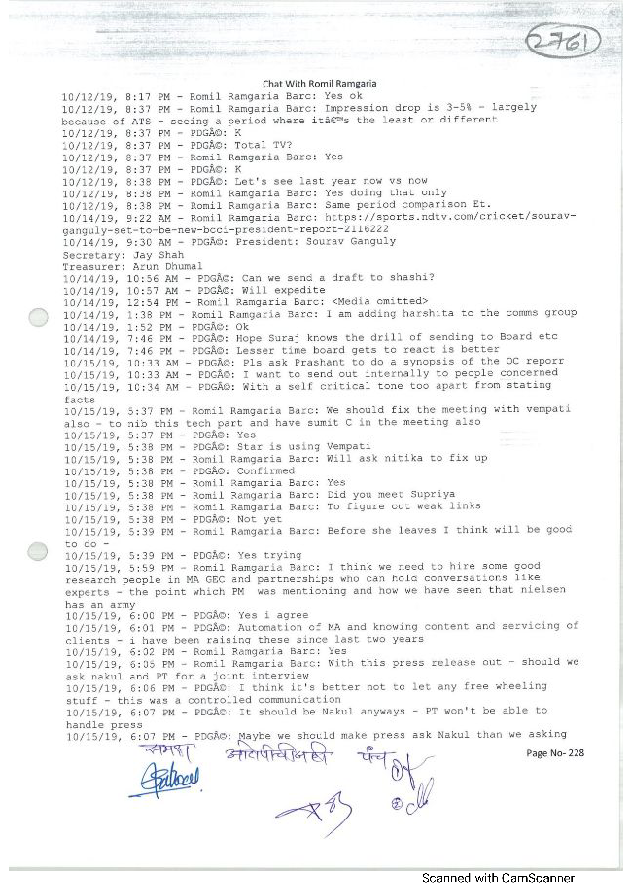 2761
Chat With Romil Ramgaria
10/12/19, 8:17 PM - Romil Ramgaria Barc: Yes ok
10/12/19, 8:37 PM - Romil Ramgaria Barc: Impression drop is 3-5% - largely
because of ATS - seeing a period where itâ€™s the least or different
10/12/19, 8:37 PM - PDGÃ©: K
10/12/19, 8:37 PM - PDGÃ©: Total TV?
10/12/19, 8:37 PM - Romil Ramgaria Barc: Yes
10/12/19, 8:37 PM - PDGÃ©: K
10/12/19, 8:38 PM - PDGÃ©: Let's see last year row vs now
10/12/19, 8:38 PM - Romil Ramgaria Barc: Yes doing that only
10/12/19, 8:38 PM - Romil Ramgaria Barc: Same period comparison Et.
10/14/19, 9:22 AM - Romil Ramgaria Barc: https://sports.ndtv.com/cricket/sourav-
ganguly-set-to-be-new-bcci-president-report-2116222
10/14/19, 9:30 AM - PDGÃ©: President: Sourav Ganguly
Secretary: Jay Shah
Treasurer: Arun Dhumal
10/14/19, 10:56 AM - PDGÃ©: Can we send a draft to shashi?
10/14/19, 10:57 AM - PDGÃ©: Will expedite
10/14/19, 12:54 PM - Romil Ramgaria Barc: <Media omitted>
10/14/19, 1:38 PM - Romil Ramgaria Barc: I am adding harshita to the comms group
10/14/19, 1:52 PM - PDGÃ©: Ok
10/14/19, 7:46 PM - PDGÃ©: Hope Suraj knows the drill of sending to Board etc
10/14/19, 7:46 PM - PDGÃ©: Lesser time board gets to react is better
10/15/19, 10:33 AM - PDGÃ©: Pls ask Prashant to do a synopsis of the DC reporr
10/15/19, 10:33 AM - PDGÃ©: I want to send out internally to people concerned
10/15/19, 10:34 AM - PDGÃ©: With a self critical tone too apart from stating
facts
10/15/19, 5:37 PM - Romil Ramgaria Barc: We should fix the meeting with vempati
also - to nib this tech part and have sumit C in the meeting also
10/15/19, 5:37 PM - PDGÃ©: Yes
10/15/19, 5:38 PM - PDGÃ©: Star is using Vempati
10/15/19, 5:38 PM - Romil Ramgaria Barc: Will ask nitika to fix up
10/15/19, 5:38 PM - PDGÃ©: Confirmed
10/15/19, 5:38 PM - Romil Ramgaria Barc: Yes
10/15/19, 5:38 PM - Romil Ramgaria Barc: Did you meet Supriya
10/15/19, 5:38 PM - Romil Ramgaria Barc: To figure out weak links
10/15/19, 5:38 PM - PDGÃ©: Not yet
10/15/19, 5:39 PM - Romil Ramgaria Barc: Before she leaves I think will be good
to do -
10/15/19, 5:39 PM - PDGÃ©: Yes trying
10/15/19, 5:59 PM - Romil Ramgaria Barc: I think we need to hire some good
research people in MA GEC and partnerships who can hold conversations like
experts - the point which PM was mentioning and how we have seen that nielsen
has an army
10/15/19, 6:00 PM - PDGÃ©: Yes i agree
10/15/19, 6:01 PM - PDGÃ©: Automation of MA and knowing content and servicing of
clients - i have been raising these since last two years
10/15/19, 6:02 PM - Romil Ramgaria Barc: Yes
10/15/19, 6:05 PM - Romil Ramgaria Barc: With this press release out - should we
ask nakul and PT for a joint interview
10/15/19, 6:06 PM - PDGÃ©: I think it's better not to let any free wheeling
stuff - this was a controlled communication
10/15/19, 6:07 PM - PDGÃ©: It should be Nakul anyways - PT won't be able to
handle press
10/15/19, 6:07 PM - PDGÃ©: Maybe we should make press ask Nakul than we asking
समक्ष पंच
Page No- 228
Scanned with CamScanner